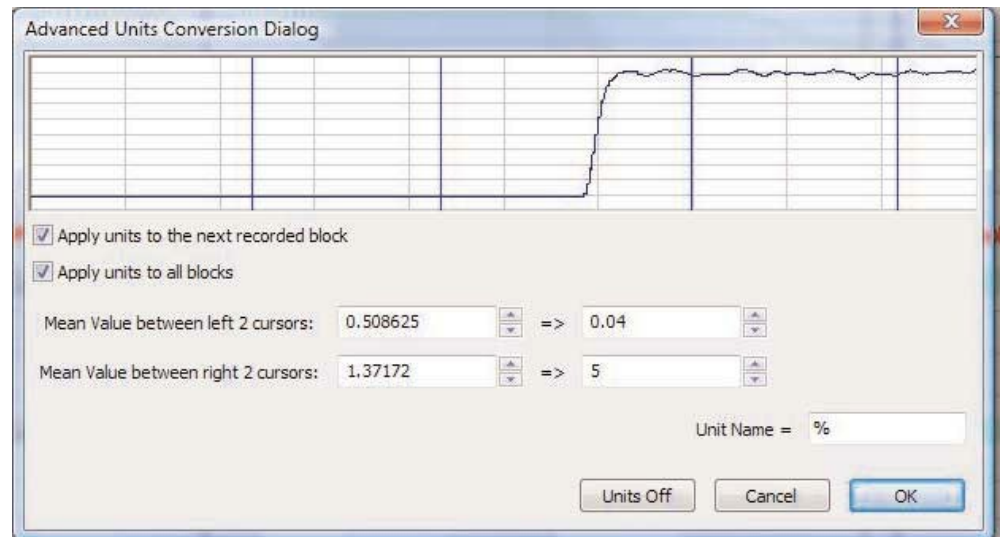 Advanced Units Conversion Dialog
Apply units to the next recorded block
Apply units to all blocks
Mean Value between left 2 cursors: 0.508625 => 0.04
Mean Value between right 2 cursors: 1.37172 => 5
Unit Name = %
Units Off Cancel OK